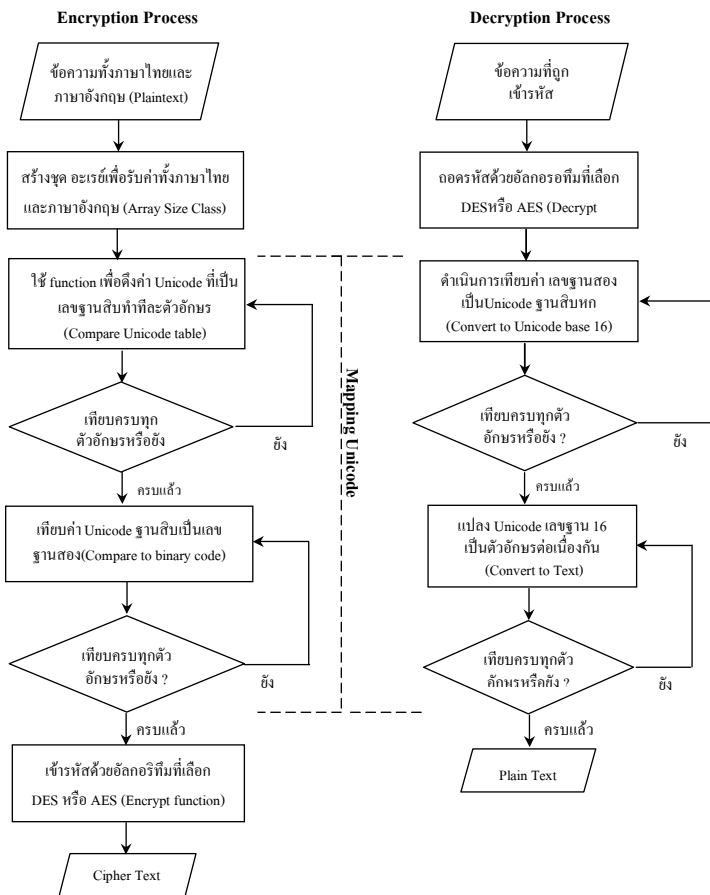 Encryption Process
ข้อความทั้งภาษาไทยและ
ภาษาอังกฤษ (Plaintext)
สร้างชุด อะเรย์เพื่อรับค่าทั้งภาษาไทย
และภาษาอังกฤษ (Array Size Class)
ใช้ function เพื่อดึงค่า Unicode ที่เป็น
เลขฐานสิบทำทีละตัวอักษร
(Compare Unicode table)
เทียบครบทุก
ตัวอักษรหรือยัง
ยัง
ครบแล้ว
เทียบค่า Unicode ฐานสิบเป็นเลข
ฐานสอง(Compare to binary code)
เทียบครบทุกตัว
อักษรหรือยัง ?
ยัง
ครบแล้ว
เข้ารหัสด้วยอัลกอริทึมที่เลือก
DES หรือ AES (Encrypt function)
Cipher Text
Mapping Unicode
Decryption Process
ข้อความที่ถูก
เข้ารหัส
ถอดรหัสด้วยอัลกอรอทึมที่เลือก
DESหรือ AES (Decrypt
ดำเนินการเทียบค่า เลขฐานสอง
เป็นUnicode ฐานสิบหก
(Convert to Unicode base 16)
เทียบครบทุกตัว
อักษรหรือยัง ?
ยัง
ครบแล้ว
แปลง Unicode เลขฐาน 16
เป็นตัวอักษรต่อเนื่องกัน
(Convert to Text)
เทียบครบทุกตัว
อักษรหรือยัง ?
ยัง
ครบแล้ว
Plain Text